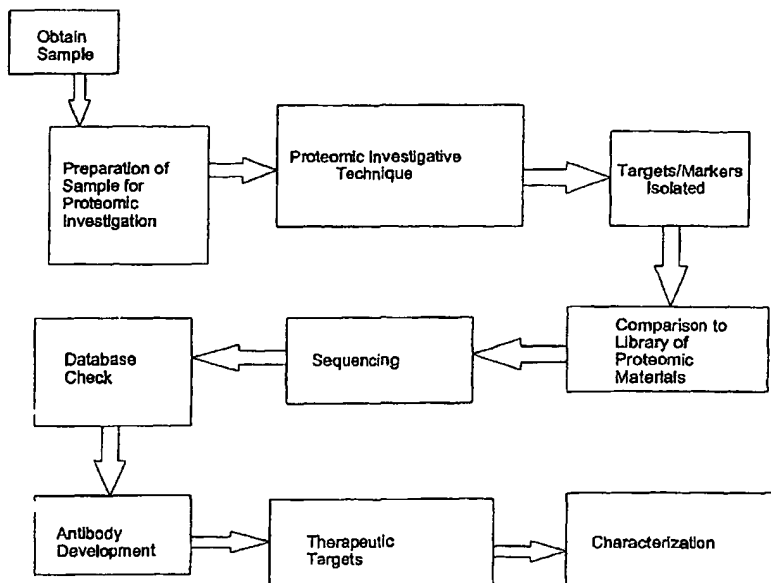 Obtain
Sample
Preparation of
Sample for
Proteomic
Investigation
Proteomic Investigative
Technique
Targets/Markers
Isolated
Comparison to
Library of
Proteomic
Materials
Sequencing
Database
Check
Antibody
Development
Therapeutic
Targets
Characterization